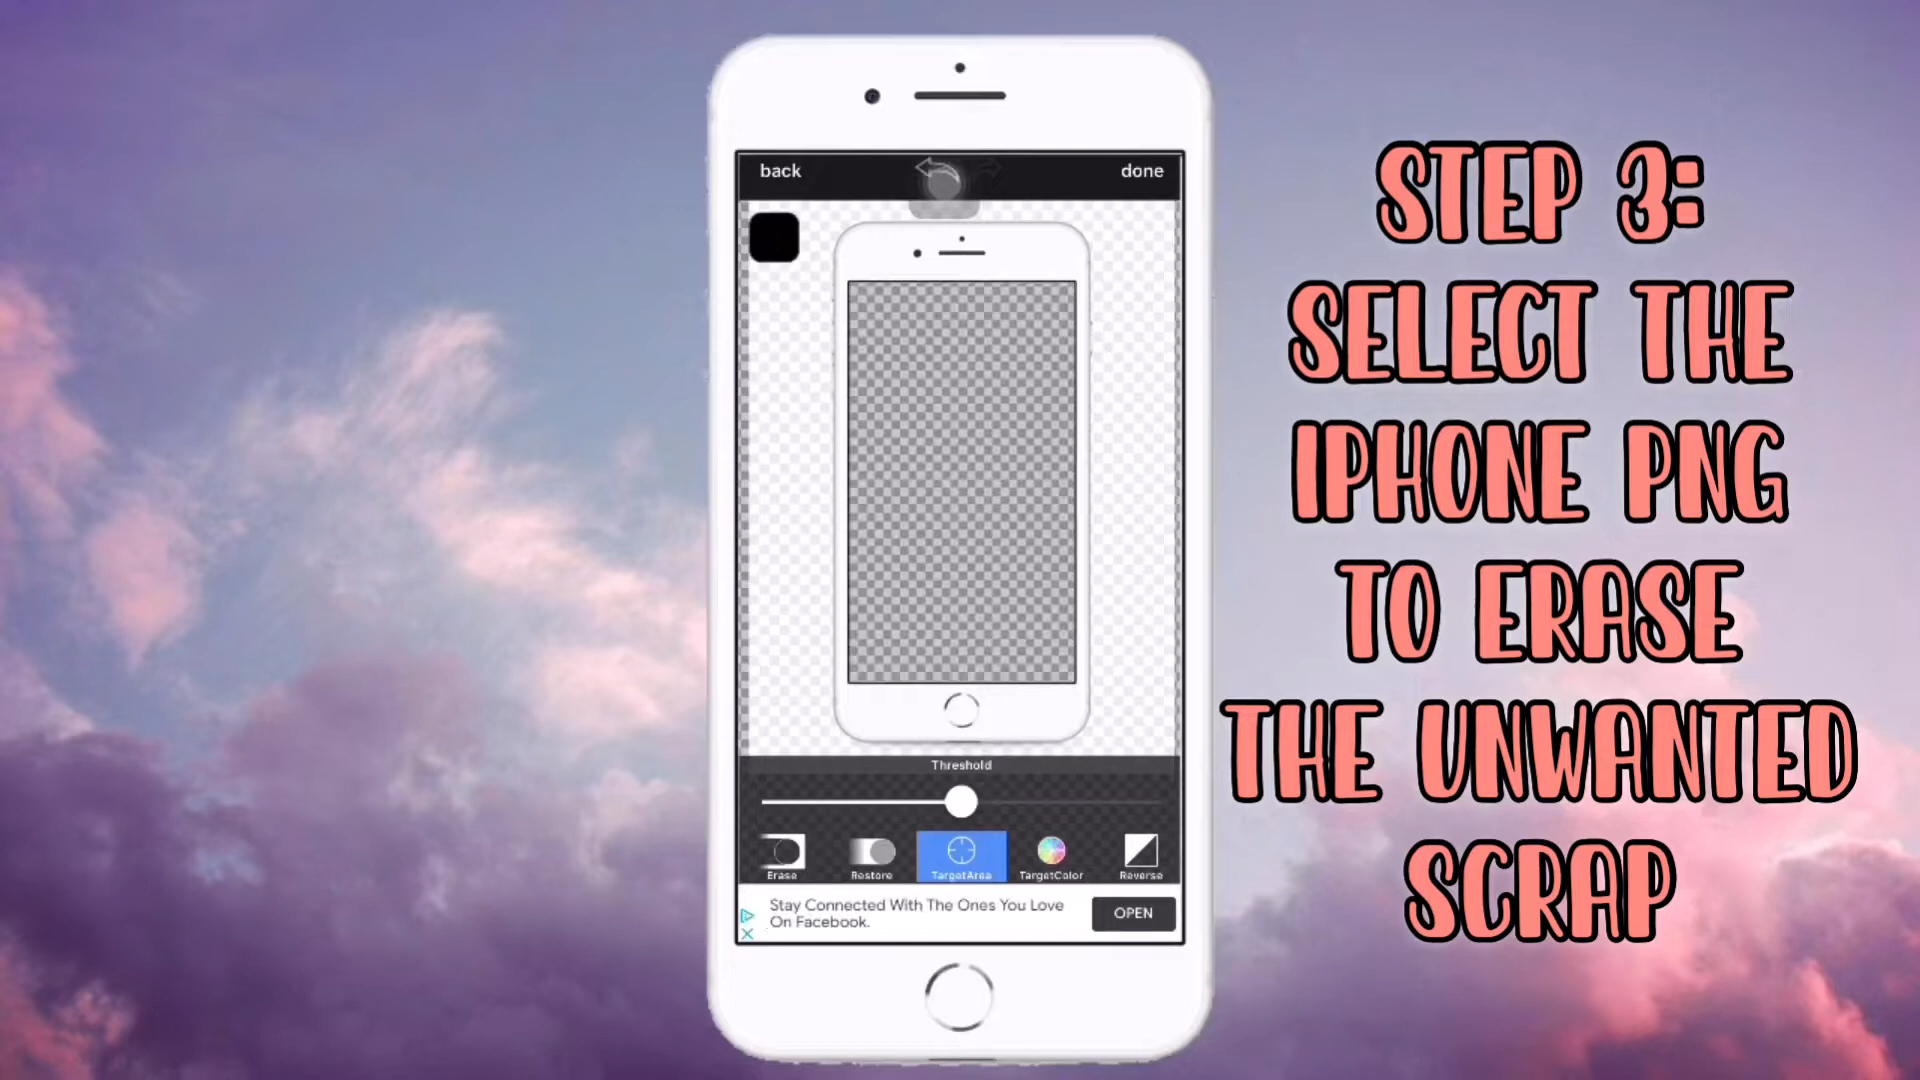 back
done
Threshold
Erase
Restore
TargetArea
TargetColor
Reverse
Stay Connected With The Ones You Love
On Facebook.
OPEN
STEP 3:
SELECT THE
IPHONE PNG
TO ERASE
THE UNWANTED
SCRAP